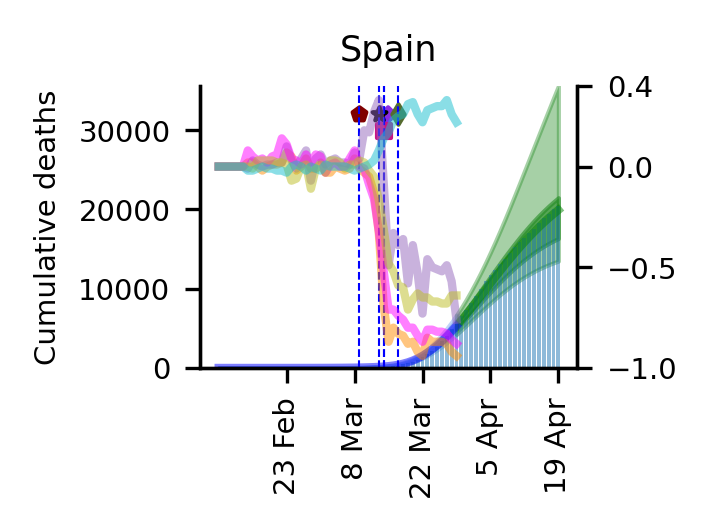 Spain
Cumulative deaths
30000
20000
10000
0
0.4
0.0
−0.5
−1.0
23 Feb
8 Mar
22 Mar
5 Apr
19 Apr